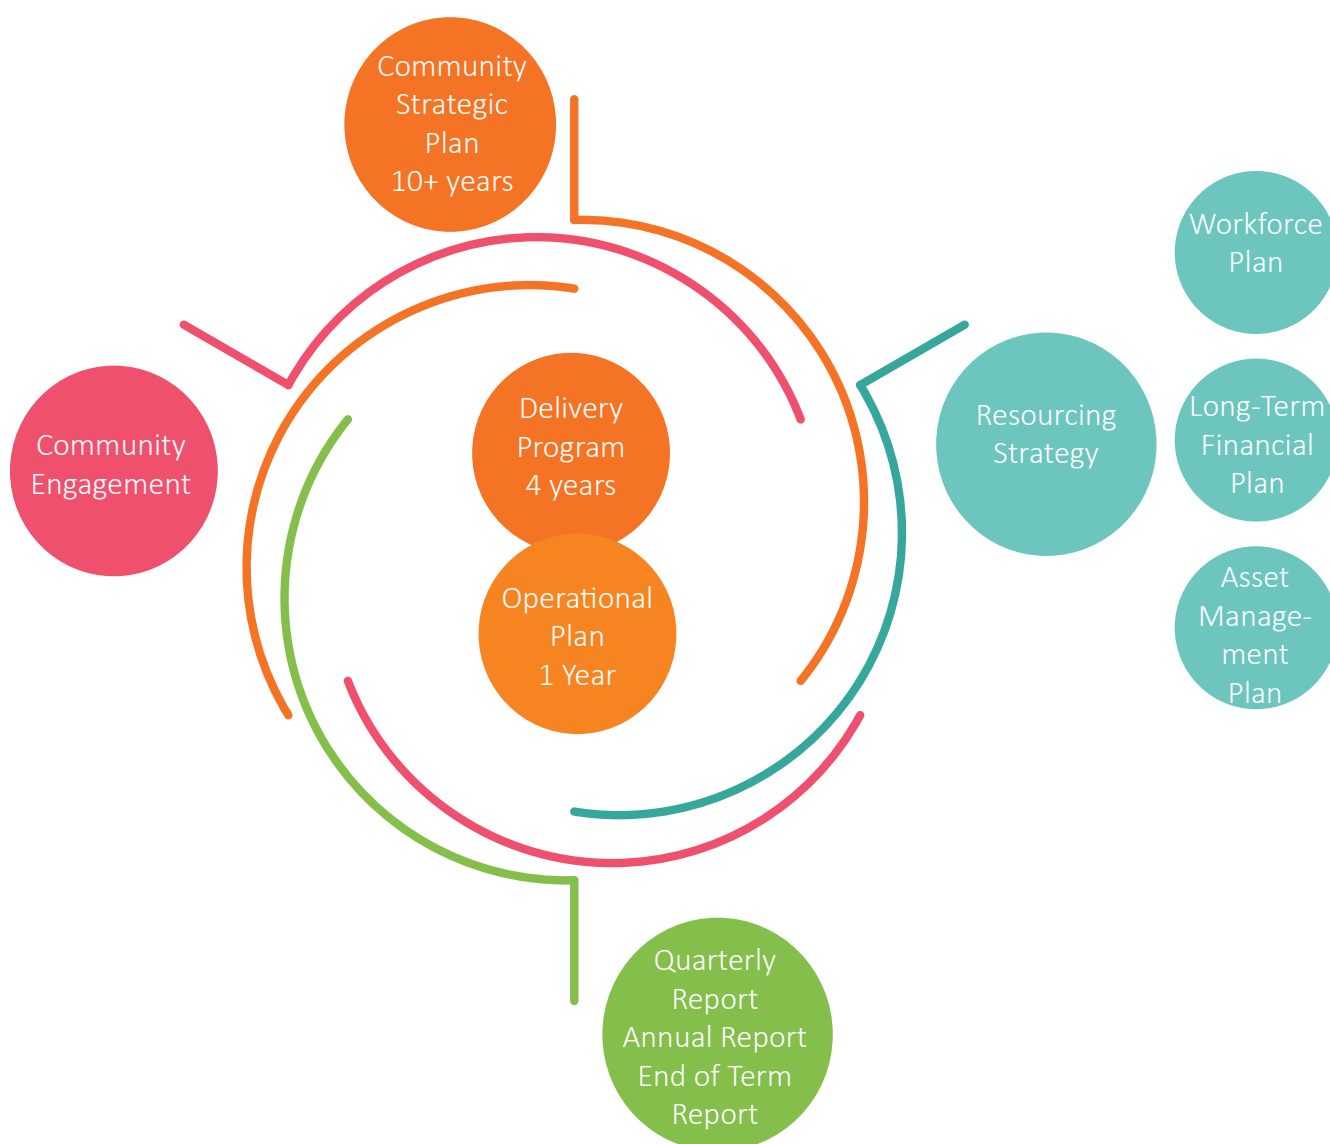 Community
Strategic
Plan
10+ years
Workforce
Plan
Community
Engagement
Delivery
Program
4 years
Resourcing
Strategy
Long-Term
Financial
Plan
Operational
Plan
1 Year
Asset
Manage-
ment
Plan
Quarterly
Report
Annual Report
End of Term
Report